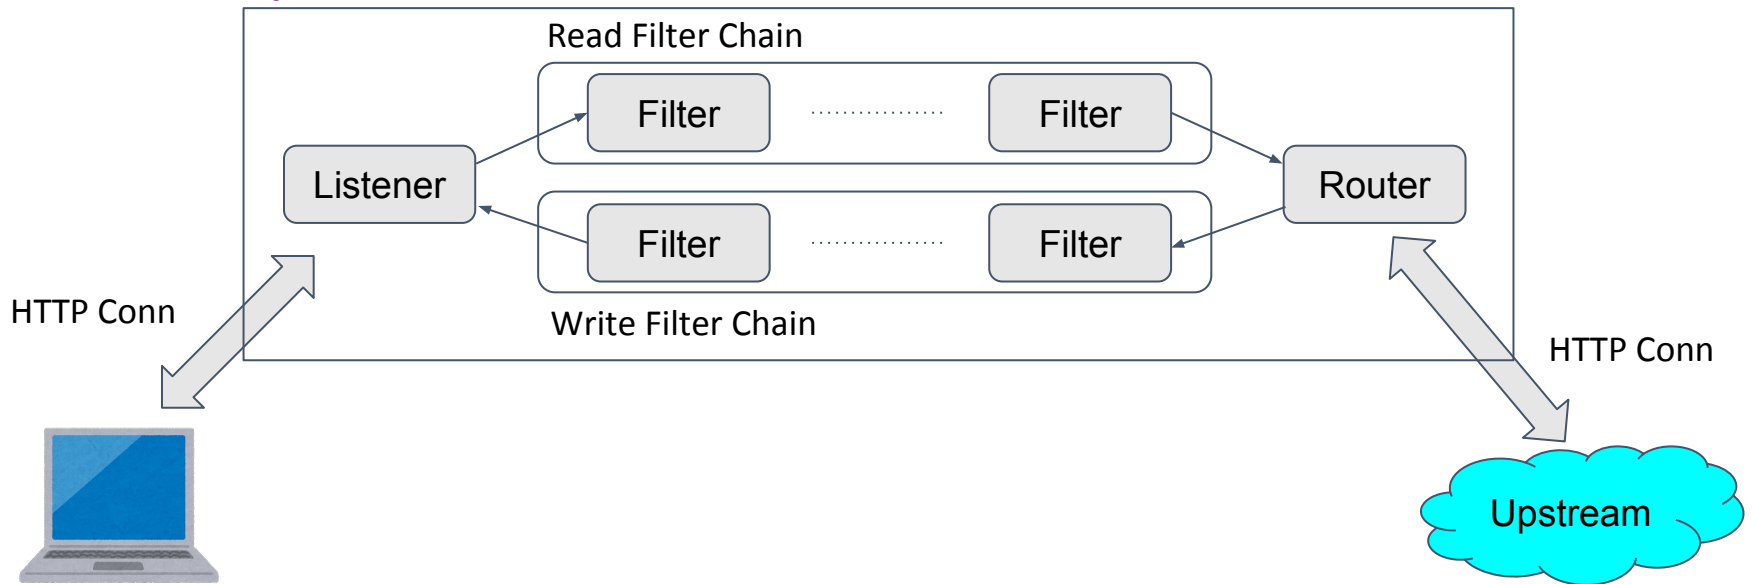 Read Filter Chain
Filter
Filter
Listener
Router
Filter
Filter
Write Filter Chain
HTTP Conn
HTTP Conn
Upstream